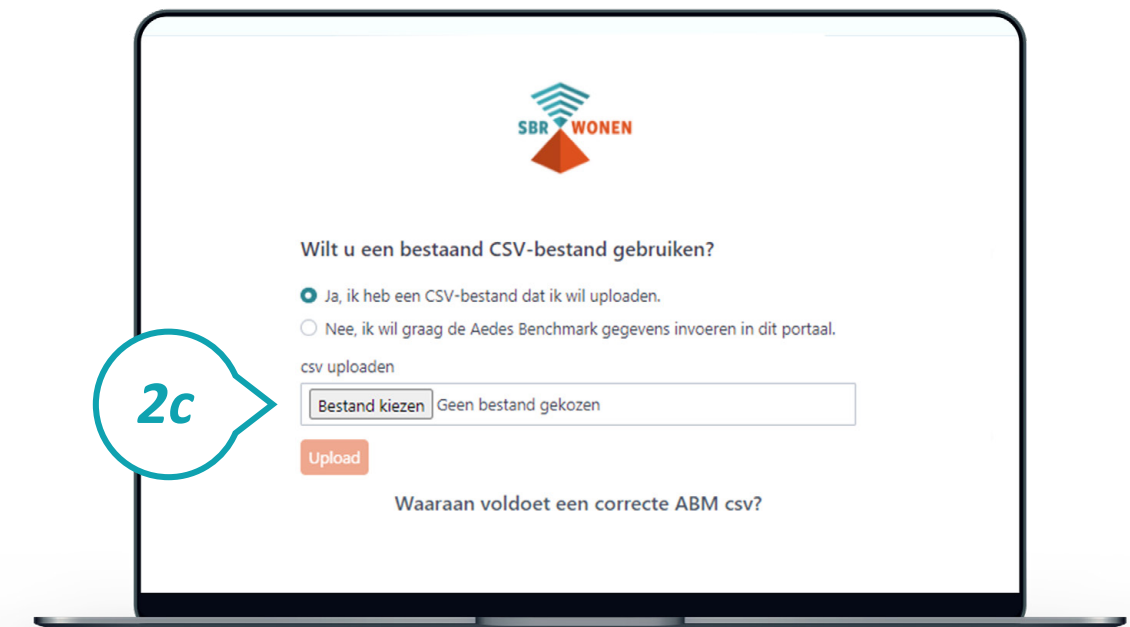 SBR WONEN
Wilt u een bestaand CSV-bestand gebruiken?
Ja, ik heb een CSV-bestand dat ik wil uploaden.
Nee, ik wil graag de Aedes Benchmark gegevens invoeren in dit portaal.
csv uploaden
2c
Bestand kiezen Geen bestand gekozen
Upload
Waaraan voldoet een correcte ABM csv?